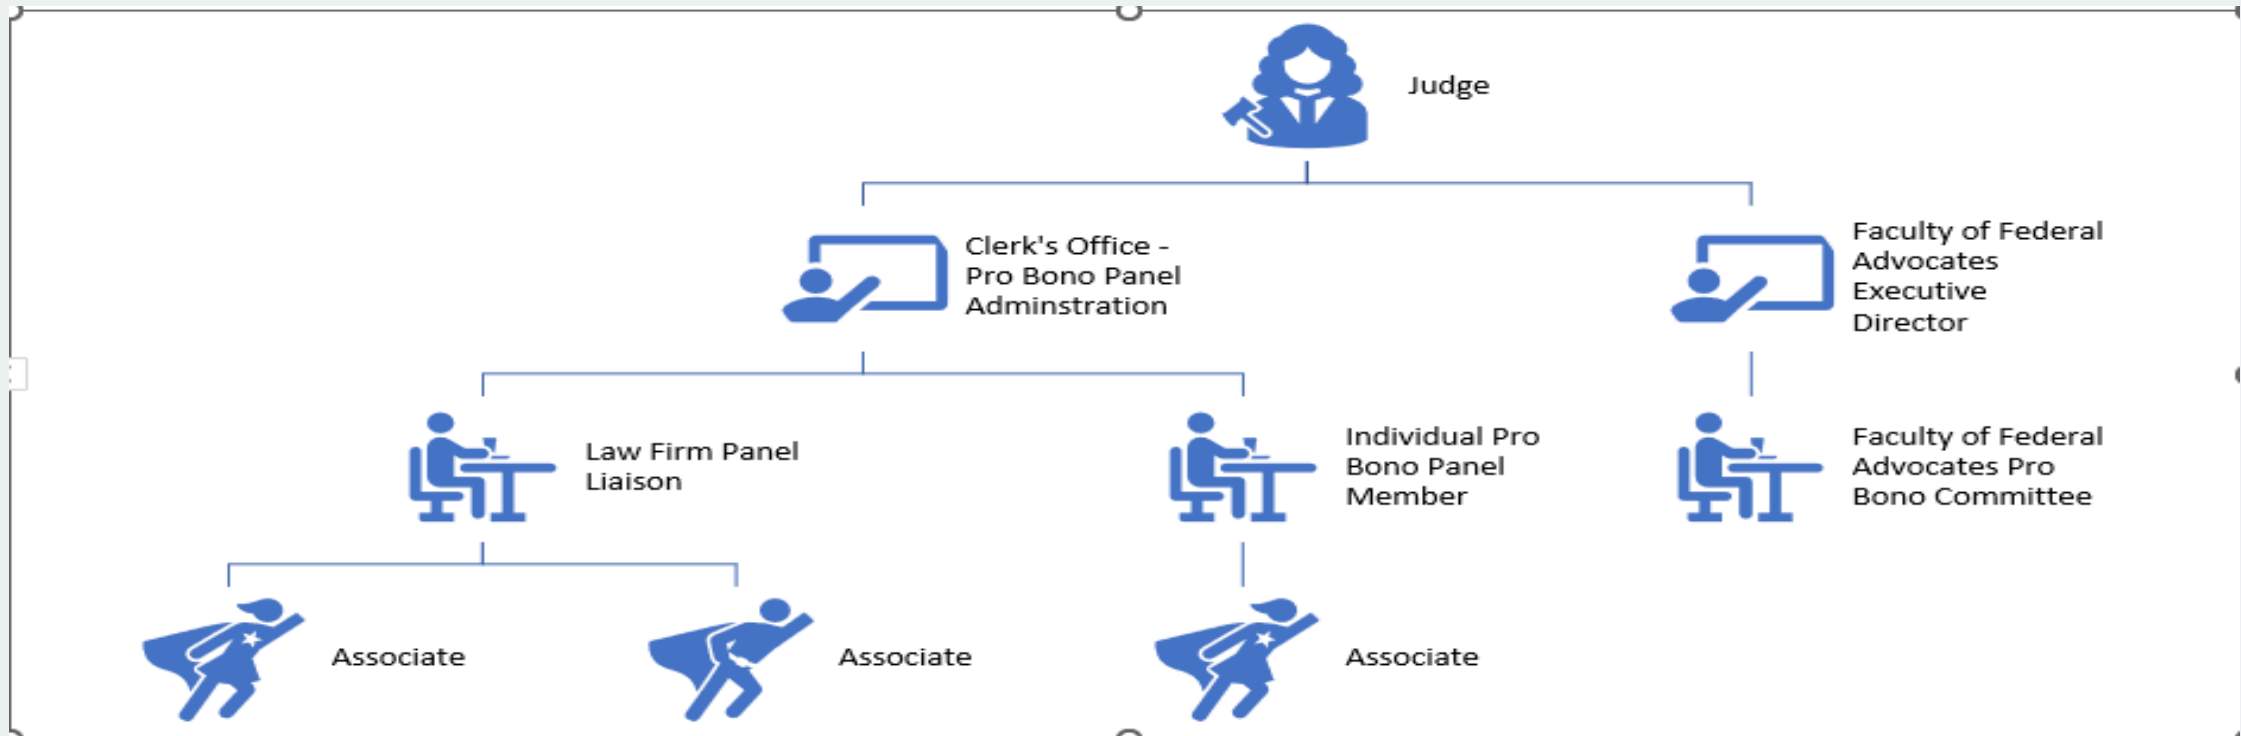 Judge
Clerk's Office -
Pro Bono Panel
Adminstration
Faculty of Federal
Advocates
Executive
Director
Law Firm Panel
Liaison
Individual Pro
Bono Panel
Member
Faculty of Federal
Advocates Pro
Bono Committee
Associate
Associate
Associate